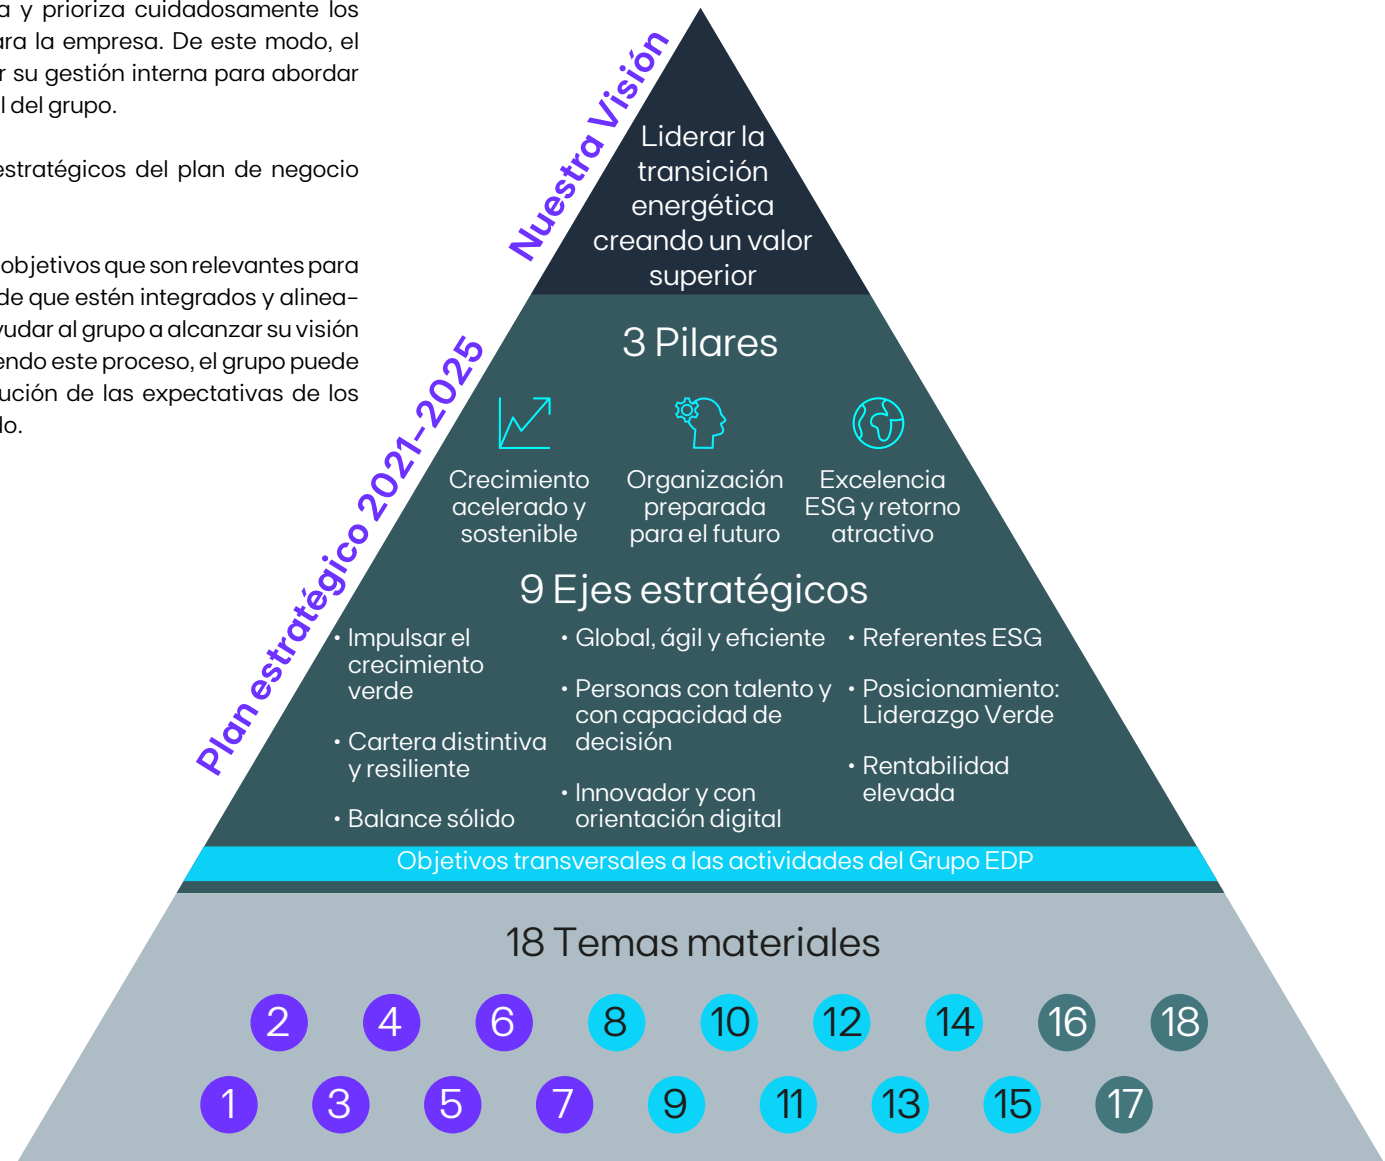 y prioriza cuidadosamente los
la empresa. De este modo, el
su gestión interna para abordar
del grupo.
estratégicos del plan de negocio
objetivos que son relevantes para
de que estén integrados y alinea-
al grupo a alcanzar su visión
este proceso, el grupo puede
de las expectativas de los
Nuestra Visión
Liderar la
transición
energética
creando un valor
superior
Plan estratégico 2021-2025
3 Pilares
Crecimiento
acelerado y
sostenible
Organización
preparada
para el futuro
Excelencia
ESG y retorno
atractivo
9 Ejes estratégicos
• Impulsar el
crecimiento
verde
• Cartera distintiva
y resiliente
• Balance sólido
• Global, ágil y eficiente
• Personas con talento y
con capacidad de
decisión
• Innovador y con
orientación digital
• Referentes ESG
• Posicionamiento:
Liderazgo Verde
• Rentabilidad
elevada
Objetivos transversales a las actividades del Grupo EDP
18 Temas materiales
2 4 6 8 10 12 14 16 18
1 3 5 7 9 11 13 15 17